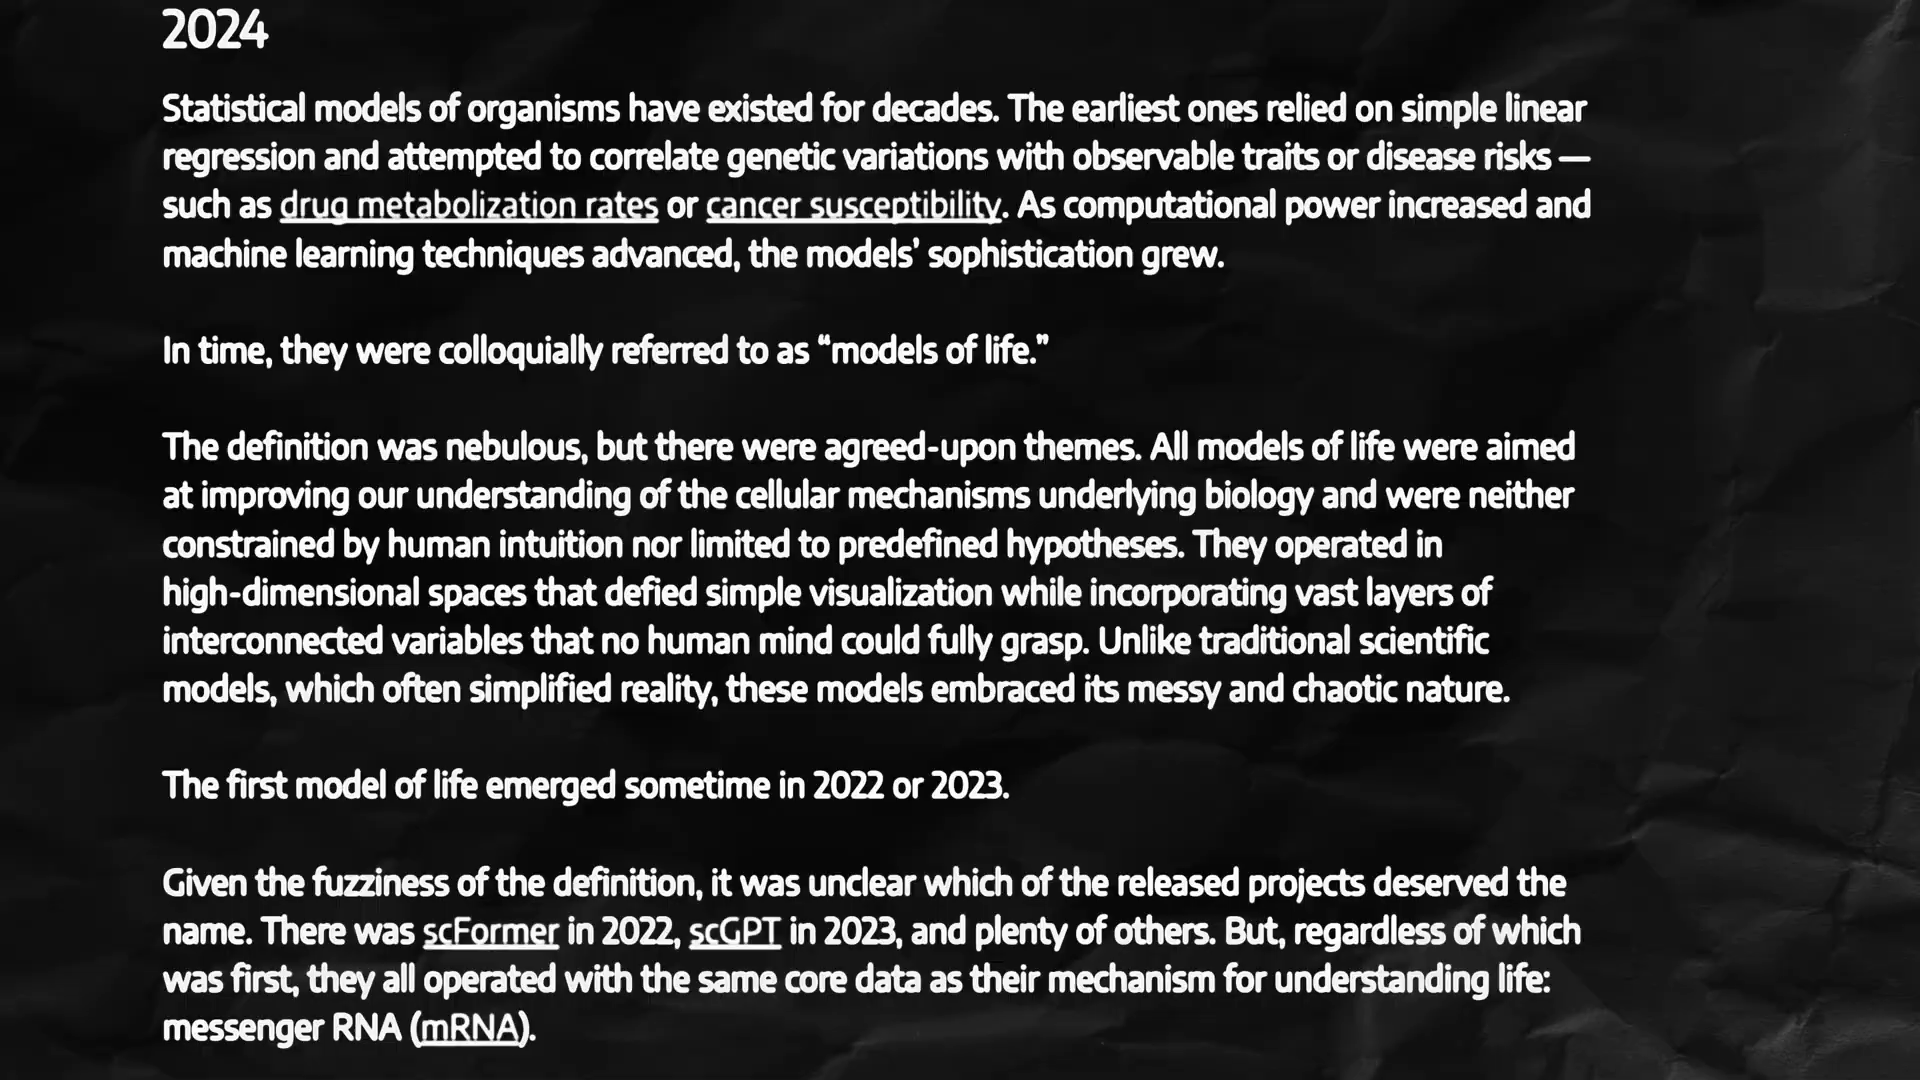 2024
Statistical models of organisms have existed for decades. The earliest ones relied on simple linear
regression and attempted to correlate genetic variations with observable traits or disease risks —
such as drug metabolization rates or cancer susceptibility. As computational power increased and
machine learning techniques advanced, the models’ sophistication grew.
In time, they were colloquially referred to as “models of life.”
The definition was nebulous, but there were agreed-upon themes. All models of life were aimed
at improving our understanding of the cellular mechanisms underlying biology and were neither
constrained by human intuition nor limited to predefined hypotheses. They operated in
high-dimensional spaces that defied simple visualization while incorporating vast layers of
interconnected variables that no human mind could fully grasp. Unlike traditional scientific
models, which often simplified reality, these models embraced its messy and chaotic nature.
The first model of life emerged sometime in 2022 or 2023.
Given the fuzziness of the definition, it was unclear which of the released projects deserved the
name. There was scFormer in 2022, scGPT in 2023, and plenty of others. But, regardless of which
was first, they all operated with the same core data as their mechanism for understanding life:
messenger RNA (mRNA).